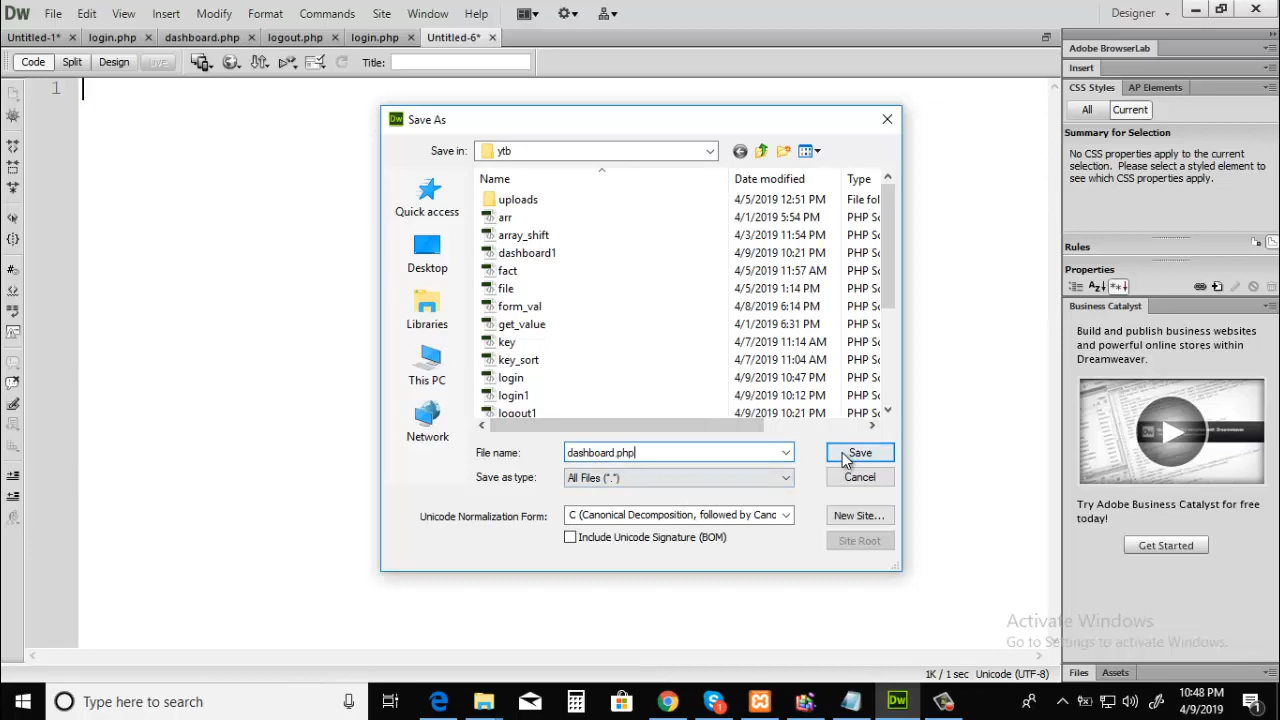 Dw File Edit View Insert Modify Format Commands Site Window Help Designer
Untitled-1* × login.php × dashboard.php × logout.php × login.php × Untitled-6* ×
Code Split Design Live Title:
1
Save As
Save in: ytb
Name Date modified Type
uploads 4/5/2019 12:51 PM File fol
arr 4/1/2019 5:54 PM PHP Sc
array_shift 4/3/2019 11:54 PM PHP Sc
dashboard1 4/9/2019 10:21 PM PHP Sc
fact 4/5/2019 11:57 AM PHP Sc
file 4/5/2019 1:14 PM PHP Sc
form_val 4/8/2019 6:14 PM PHP Sc
get_value 4/1/2019 6:31 PM PHP Sc
key 4/7/2019 11:14 AM PHP Sc
key_sort 4/7/2019 11:04 AM PHP Sc
login 4/9/2019 10:47 PM PHP Sc
login1 4/9/2019 10:12 PM PHP Sc
logout1 4/9/2019 10:21 PM PHP Sc
Quick access
Desktop
Libraries
This PC
Network
File name: dashboard.php Save
Save as type: All Files (*.*) Cancel
Unicode Normalization Form: C (Canonical Decomposition, followed by Canc New Site...
Include Unicode Signature (BOM) Site Root
Adobe BrowserLab
Insert
CSS Styles AP Elements
All Current
Summary for Selection
No CSS properties apply to the current
selection. Please select a styled element to
see which CSS properties apply.
Rules
Properties
Business Catalyst
Build and publish business websites
and powerful online stores within
Dreamweaver.
Try Adobe Business Catalyst for free
today!
Get Started
Activate Windows
Go to Settings to activate Windows.
1K / 1 sec Unicode (UTF-8) Files Assets
Type here to search
10:48 PM
4/9/2019